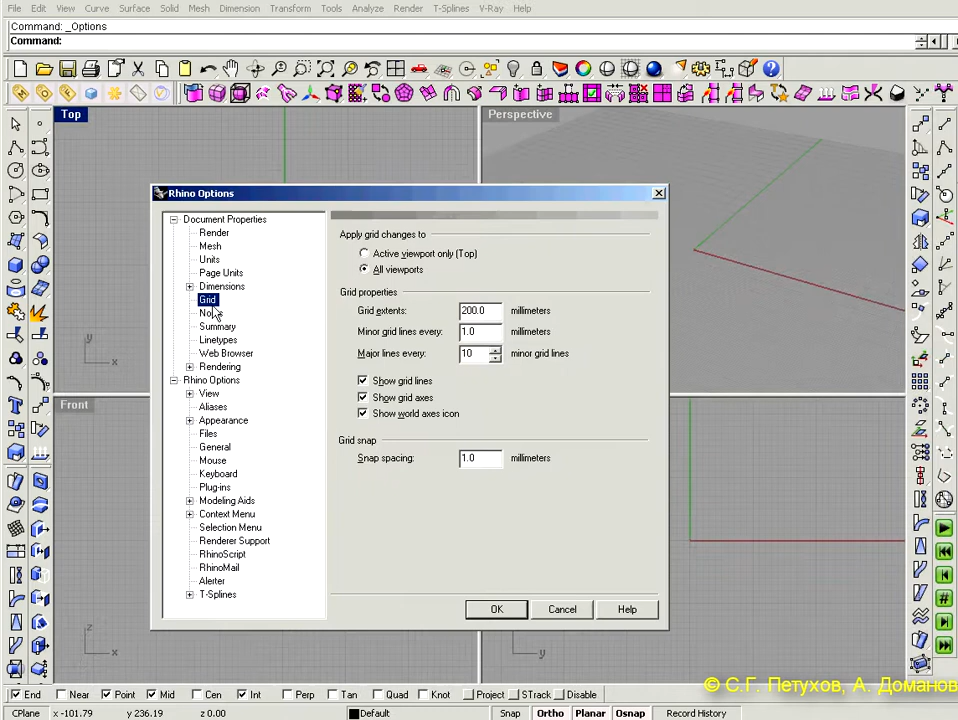 File Edit View Curve Surface Solid Mesh Dimension Transform Tools Analyze Render T-Splines V-Ray Help
Command: _Options
Command:
Top
Perspective
Rhino Options
Document Properties
Render
Mesh
Units
Page Units
Dimensions
Grid
Summary
Linetypes
Web Browser
Rendering
Rhino Options
View
Aliases
Appearance
Files
General
Mouse
Keyboard
Plug-ins
Modeling Aids
Context Menu
Selection Menu
Renderer Support
RhinoScript
RhinoMail
Alerter
T-Splines
Apply grid changes to
Active viewport only (Top)
All viewports
Grid properties
Grid extents: 200.0 millimeters
Minor grid lines every: 1.0 millimeters
Major lines every: 10 minor grid lines
Show grid lines
Show grid axes
Show world axes icon
Grid snap
Snap spacing: 1.0 millimeters
OK Cancel Help
y
x
Front
z
x
y
End Near Point Mid Cen Int Perp Tan Quad Knot Project STrack Disable
© С.Г. Петухов, А. Доманов
CPlane x -101.79 y 236.19 z 0.00 Default Snap Ortho Planar Osnap Record History